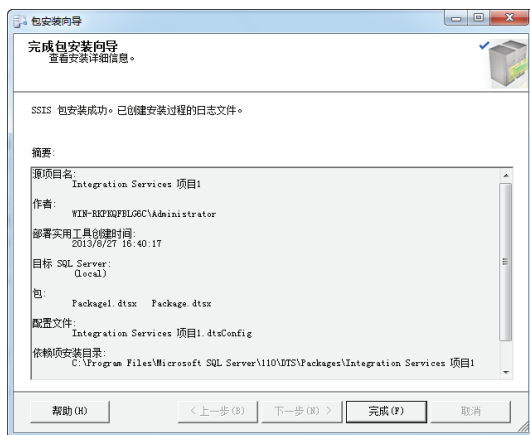 包安装向导
完成包安装向导
查看安装详细信息。
SSIS 包安装成功。已创建安装过程的日志文件。
摘要:
源项目名:
Integration Services 项目1
作者:
WIN-RKPKQFBLG6C\Administrator
部署实用工具创建时间:
2013/8/27 16:40:17
目标 SQL Server:
(local)
包:
Package1.dtsx Package.dtsx
配置文件:
Integration Services 项目1.dtsConfig
依赖项安装目录:
C:\Program Files\Microsoft SQL Server\110\DTS\Packages\Integration Services 项目1
帮助(H) < 上一步(B) 下一步(N) > 完成(F) 取消